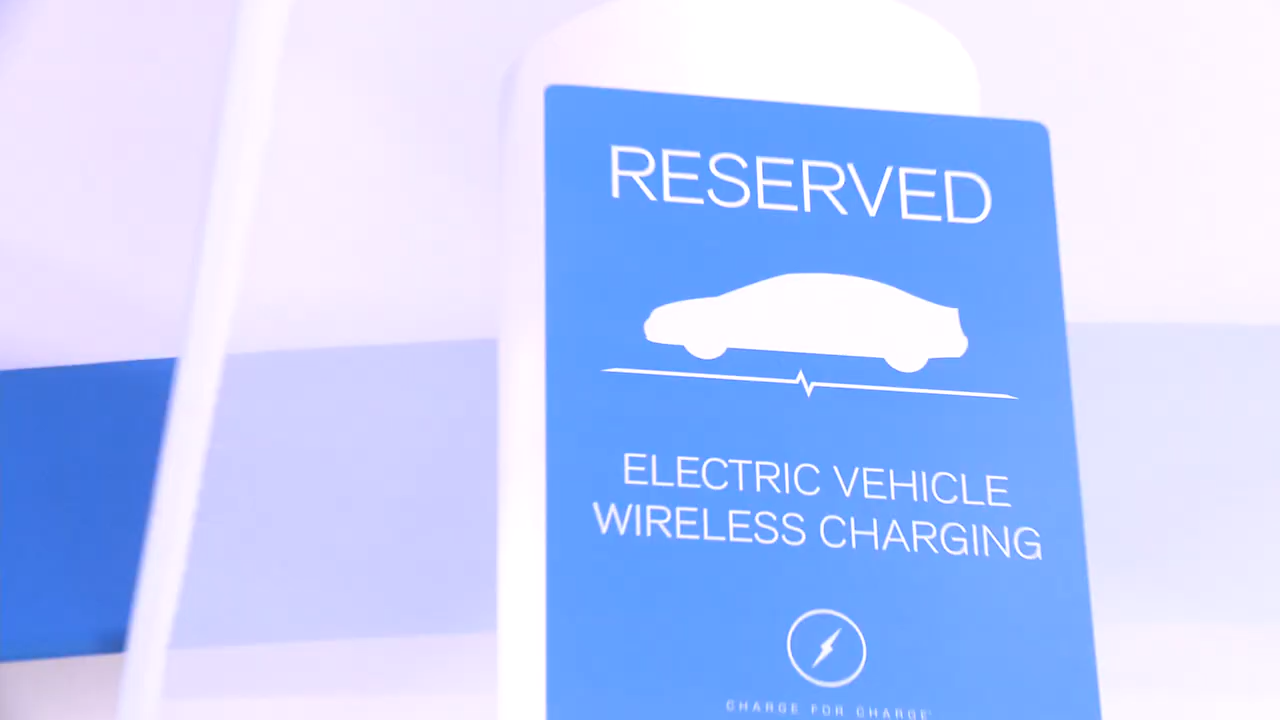 RESERVED
ELECTRIC VEHICLE
WIRELESS CHARGING
CHARGE FOR CHARGE